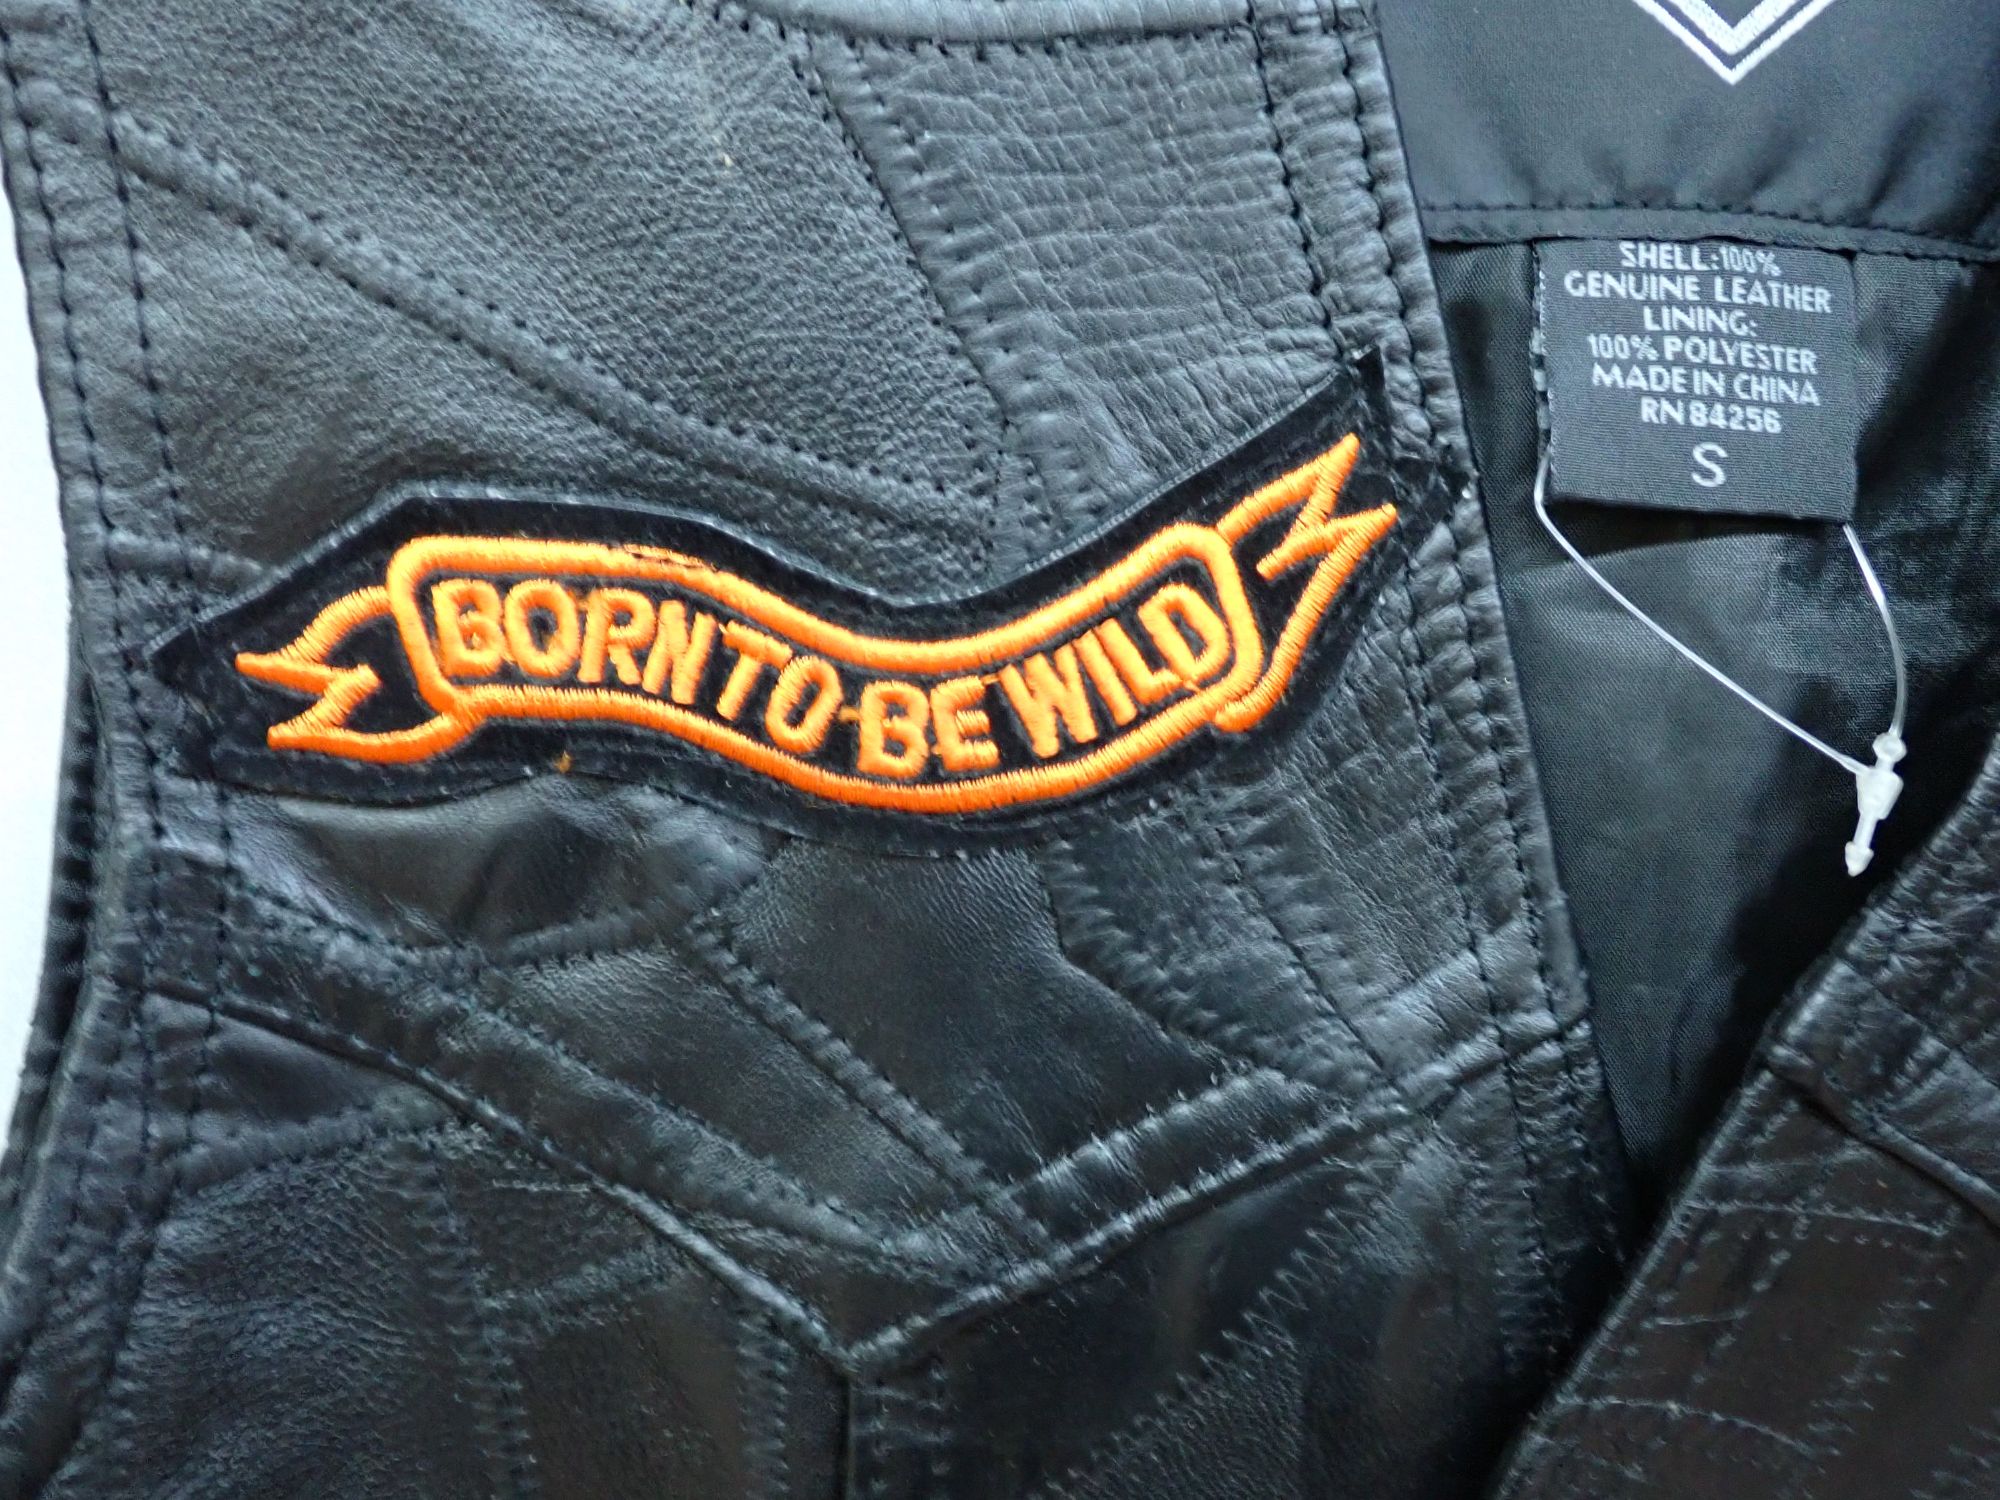 BORN TO BE WILD
SHELL:100%
GENUINE LEATHER
LINING:
100% POLYESTER
MADE IN CHINA
RN 84256
S